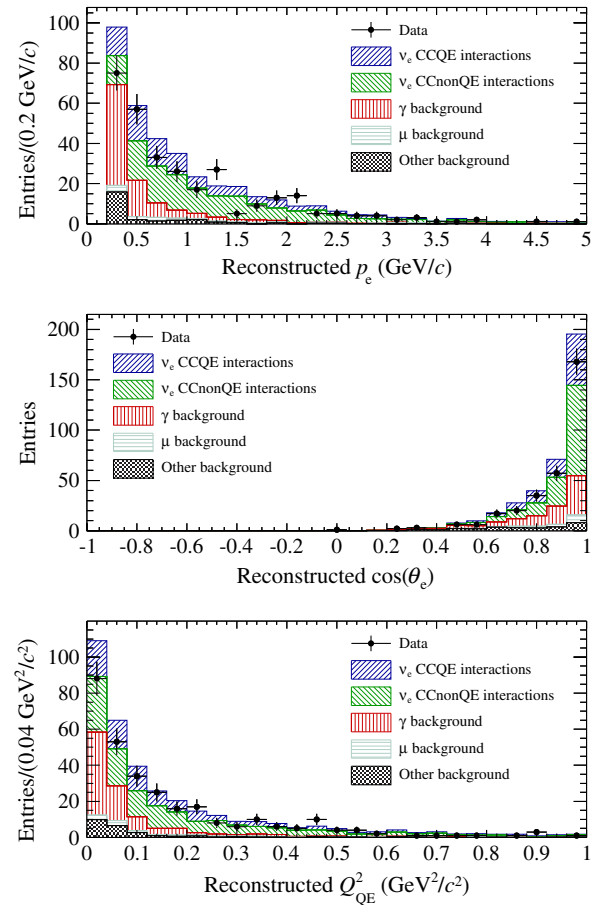 Entries/(0.2 GeV/c)
100
80
60
40
20
0
Data
νₑ CCQE interactions
νₑ CCnonQE interactions
γ background
μ background
Other background
0 0.5 1 1.5 2 2.5 3 3.5 4 4.5 5
Reconstructed pₑ (GeV/c)
Entries
200
150
100
50
0
Data
νₑ CCQE interactions
νₑ CCnonQE interactions
γ background
μ background
Other background
-1 -0.8 -0.6 -0.4 -0.2 0 0.2 0.4 0.6 0.8 1
Reconstructed cos(θₑ)
Entries/(0.04 GeV²/c²)
100
80
60
40
20
0
Data
νₑ CCQE interactions
νₑ CCnonQE interactions
γ background
μ background
Other background
0 0.1 0.2 0.3 0.4 0.5 0.6 0.7 0.8 0.9 1
Reconstructed Q²_QE (GeV²/c²)